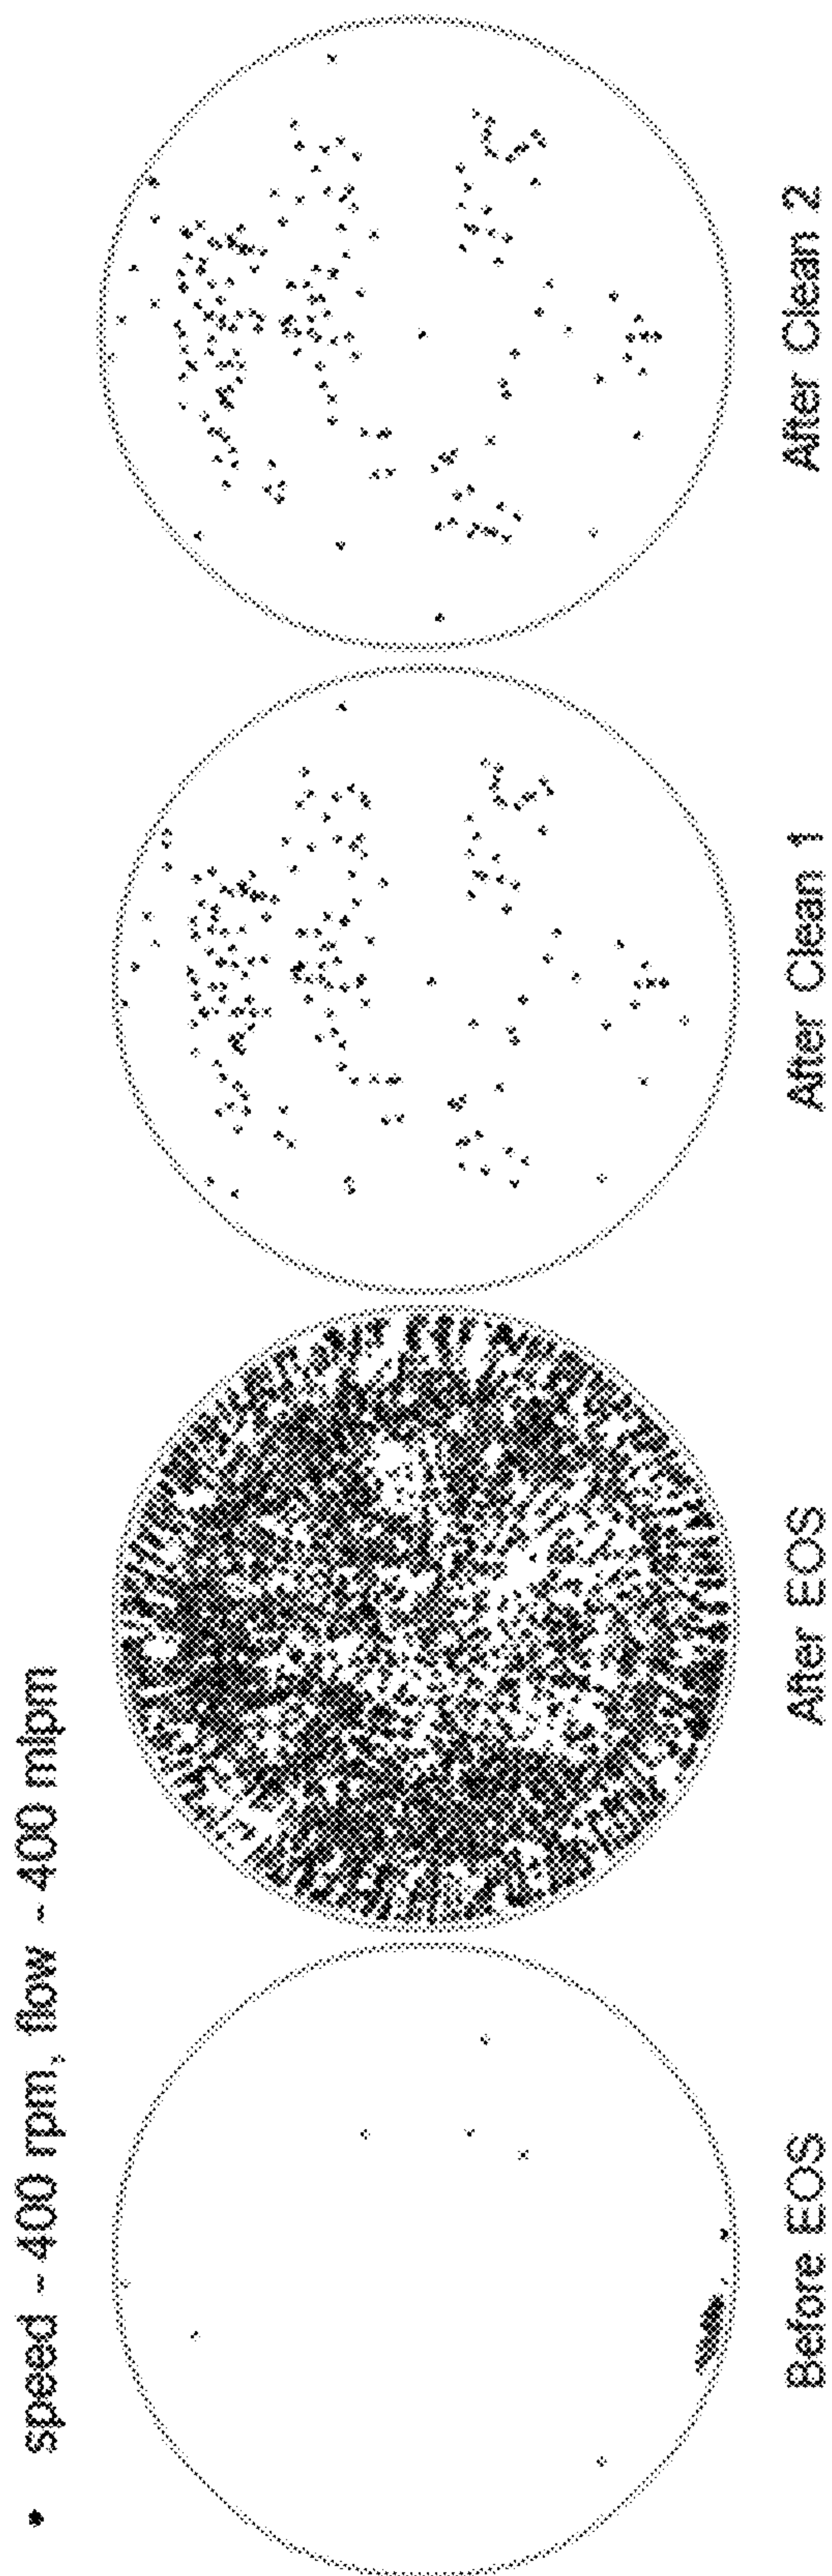 • speed ~ 400 rpm, flow ~ 400 mlpm
Before EOS
After EOS
After Clean 1
After Clean 2